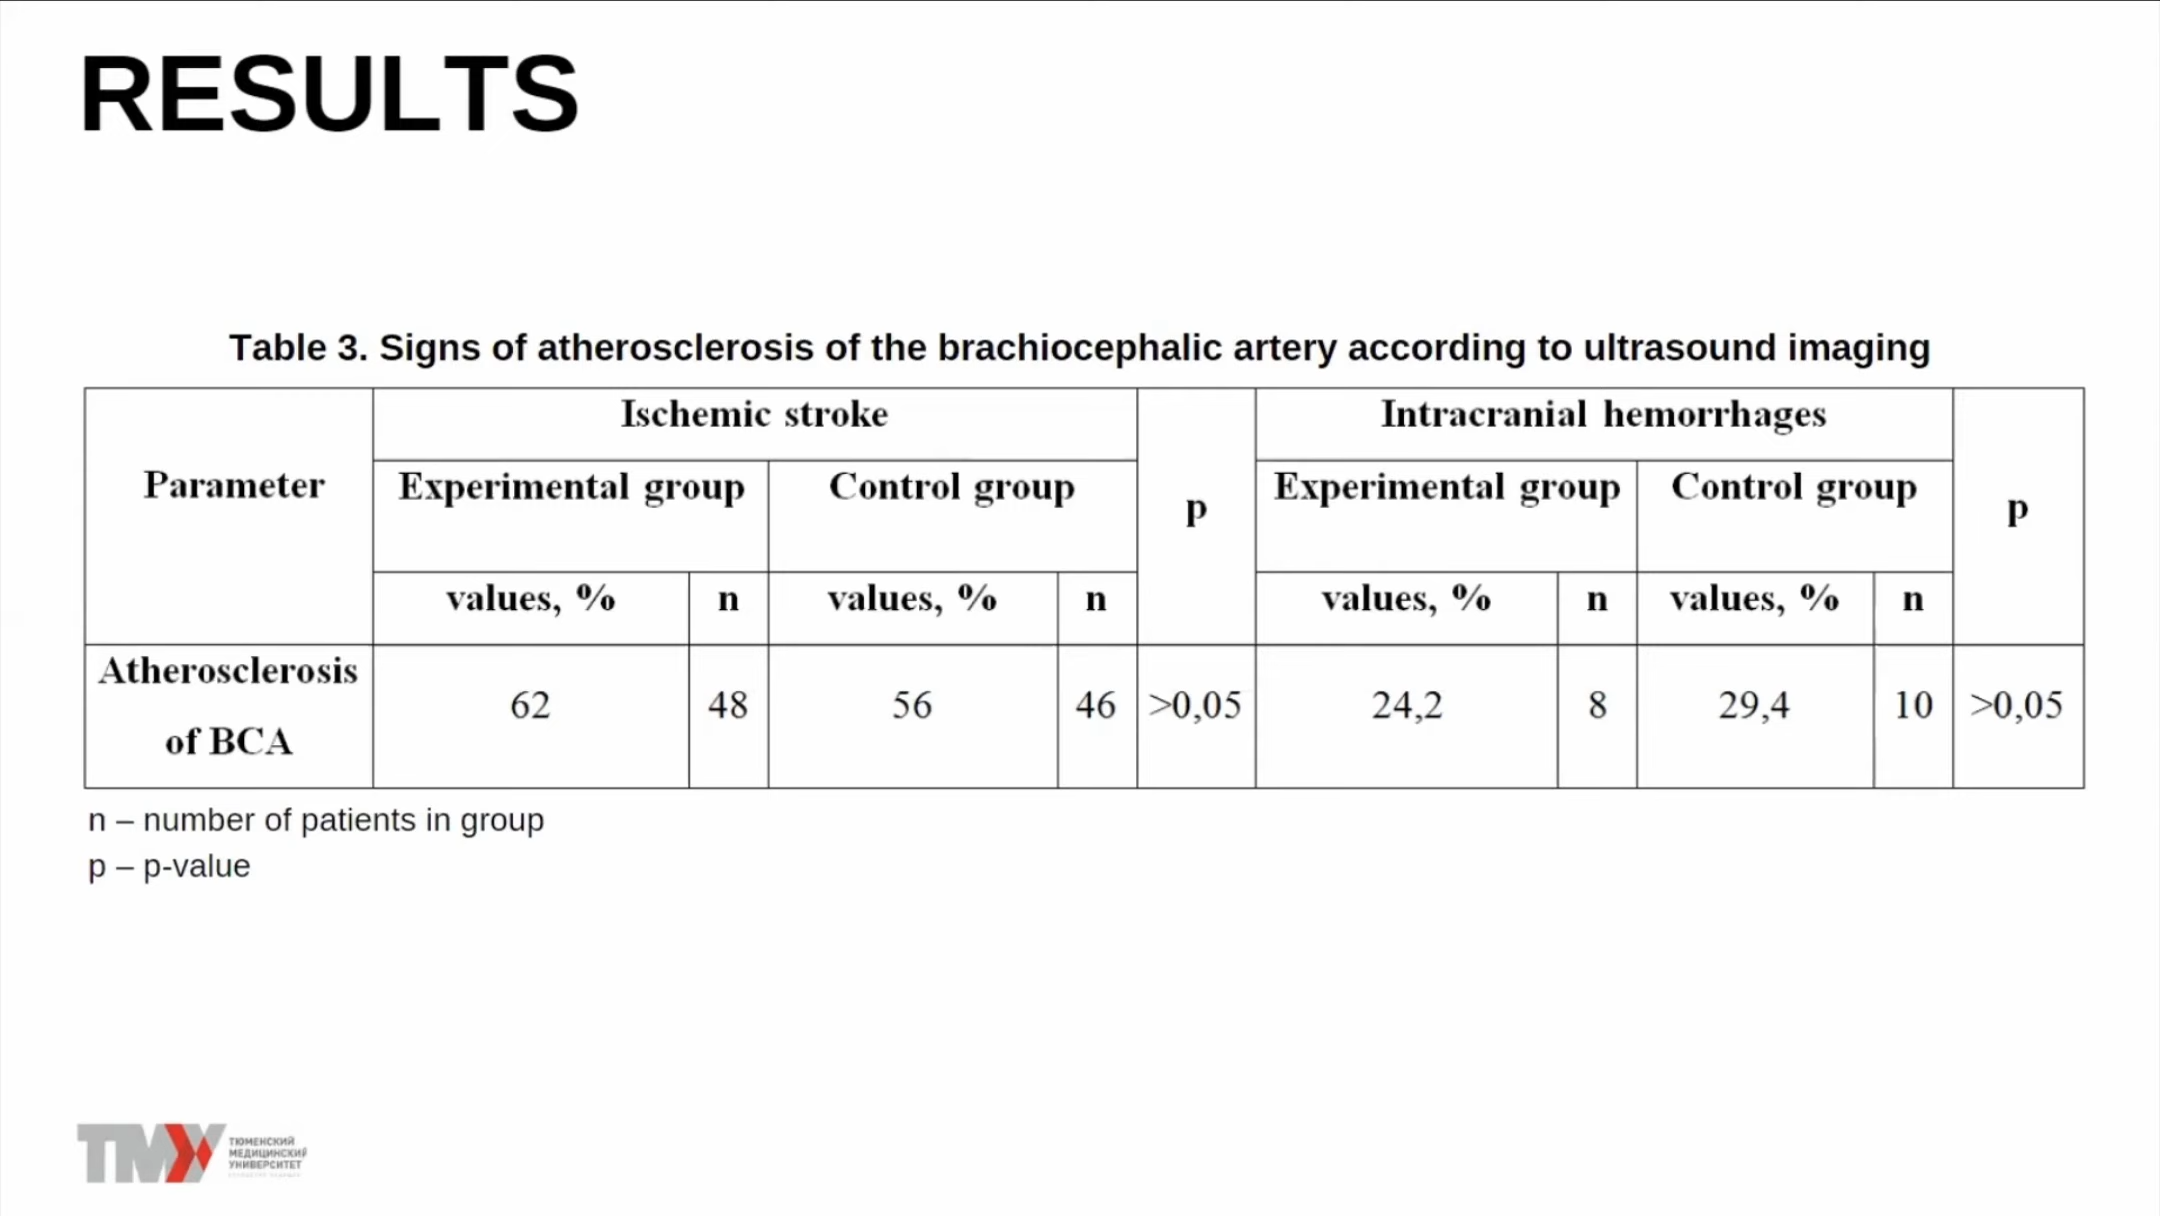 RESULTS
Table 3. Signs of atherosclerosis of the brachiocephalic artery according to ultrasound imaging
Parameter
Ischemic stroke
p
Intracranial hemorrhages
p
Experimental group
Control group
Experimental group
Control group
values, %
n
values, %
n
values, %
n
values, %
n
Atherosclerosis
of BCA
62
48
56
46
>0,05
24,2
8
29,4
10
>0,05
n – number of patients in group
p – p-value
ТМУ
ТЮМЕНСКИЙ
МЕДИЦИНСКИЙ
УНИВЕРСИТЕТ